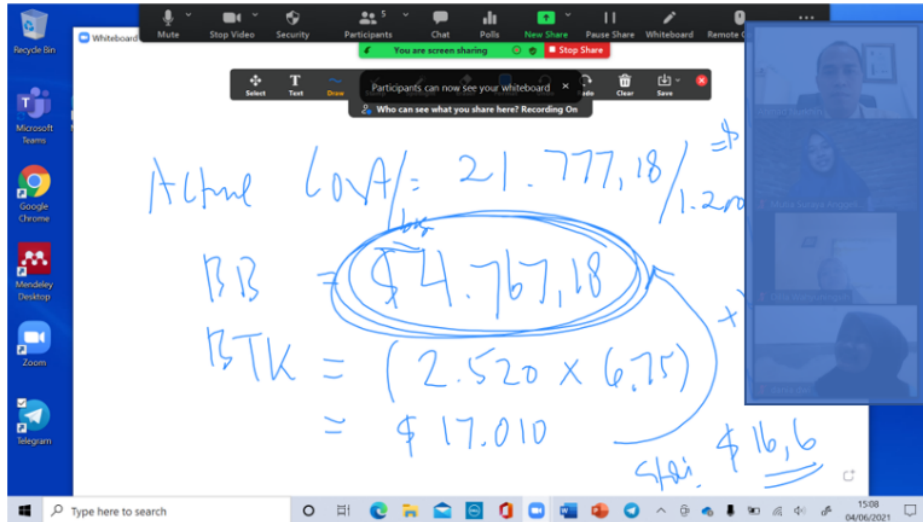 Recycle Bin
Microsoft Teams
Google Chrome
Mendeley Desktop
Zoom
Telegram
Whiteboard
Mute Stop Video Security Participants 5 Chat Polls New Share Pause Share Whiteboard Remote
You are screen sharing Stop Share
Select Text Draw Clear Save
Participants can now see your whiteboard
Who can see what you share here? Recording On
21.777,18/
BB = $4.767,18
BTK = (2.520 x 6.75)
= $17.010
$16,6
Type here to search
15:08
04/06/2021